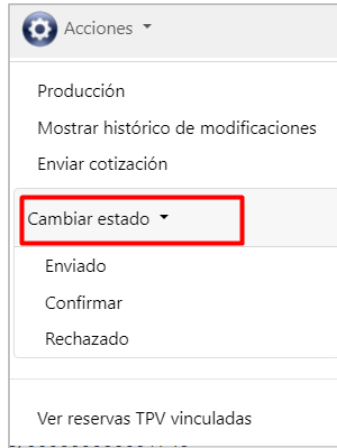 Acciones
Producción
Mostrar histórico de modificaciones
Enviar cotización
Cambiar estado
Enviado
Confirmar
Rechazado
Ver reservas TPV vinculadas